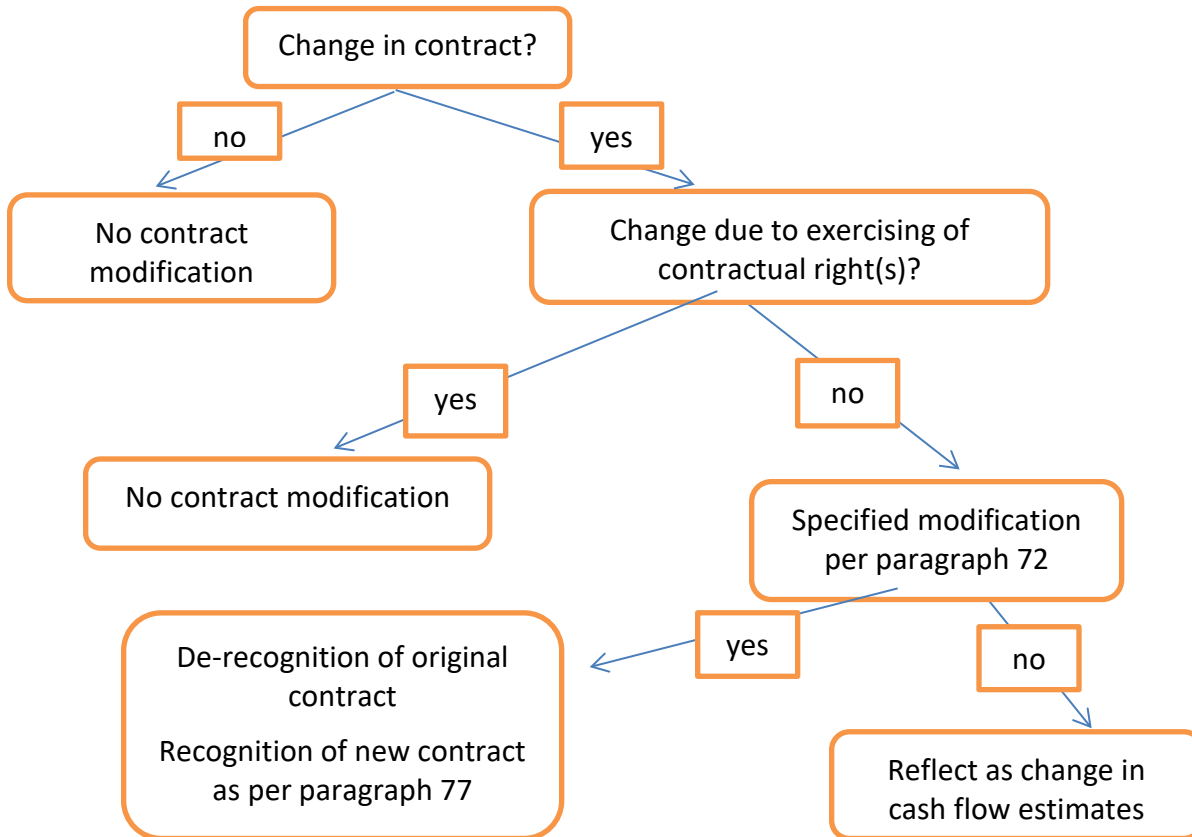 Change in contract?
no
yes
No contract
modification
Change due to exercising of
contractual right(s)?
yes
no
No contract modification
Specified modification
per paragraph 72
yes
no
De-recognition of original
contract
Recognition of new contract
as per paragraph 77
Reflect as change in
cash flow estimates